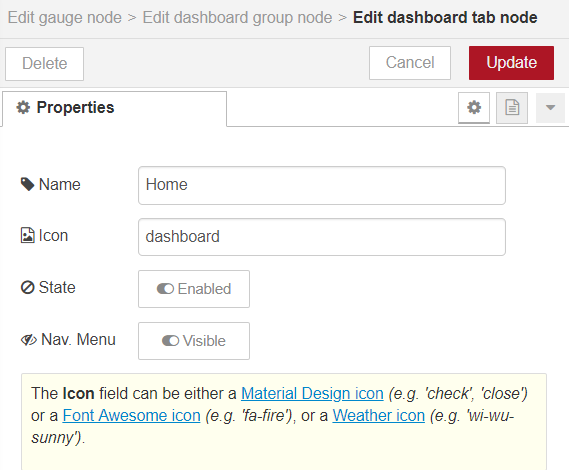 Edit gauge node > Edit dashboard group node > Edit dashboard tab node
Delete Cancel Update
Properties
Name Home
Icon dashboard
State Enabled
Nav. Menu Visible
The Icon field can be either a Material Design icon (e.g. 'check', 'close')
or a Font Awesome icon (e.g. 'fa-fire'), or a Weather icon (e.g. 'wi-wu-
sunny').